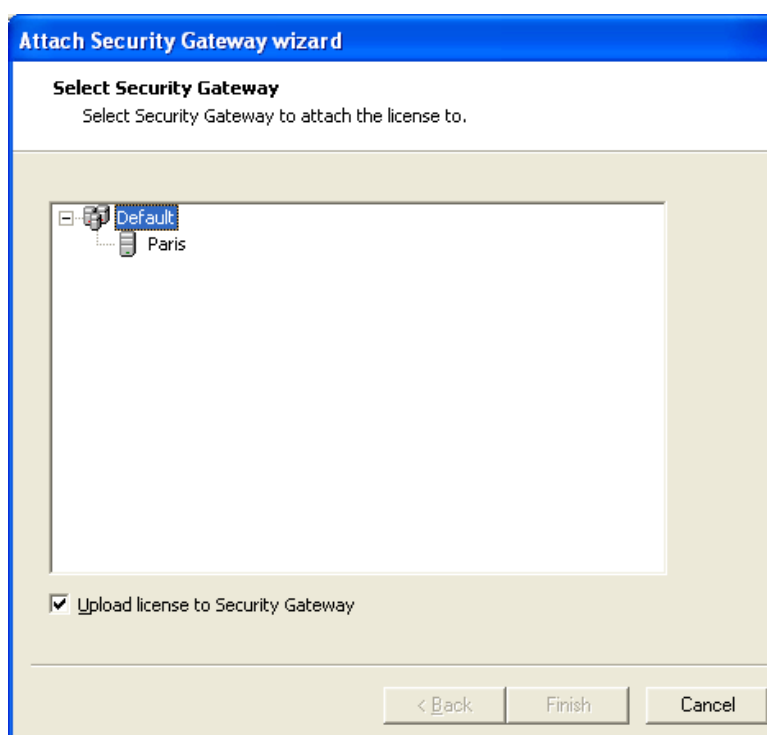 Attach Security Gateway wizard
Select Security Gateway
Select Security Gateway to attach the license to.
Default
Paris
Upload license to Security Gateway
< Back Finish Cancel